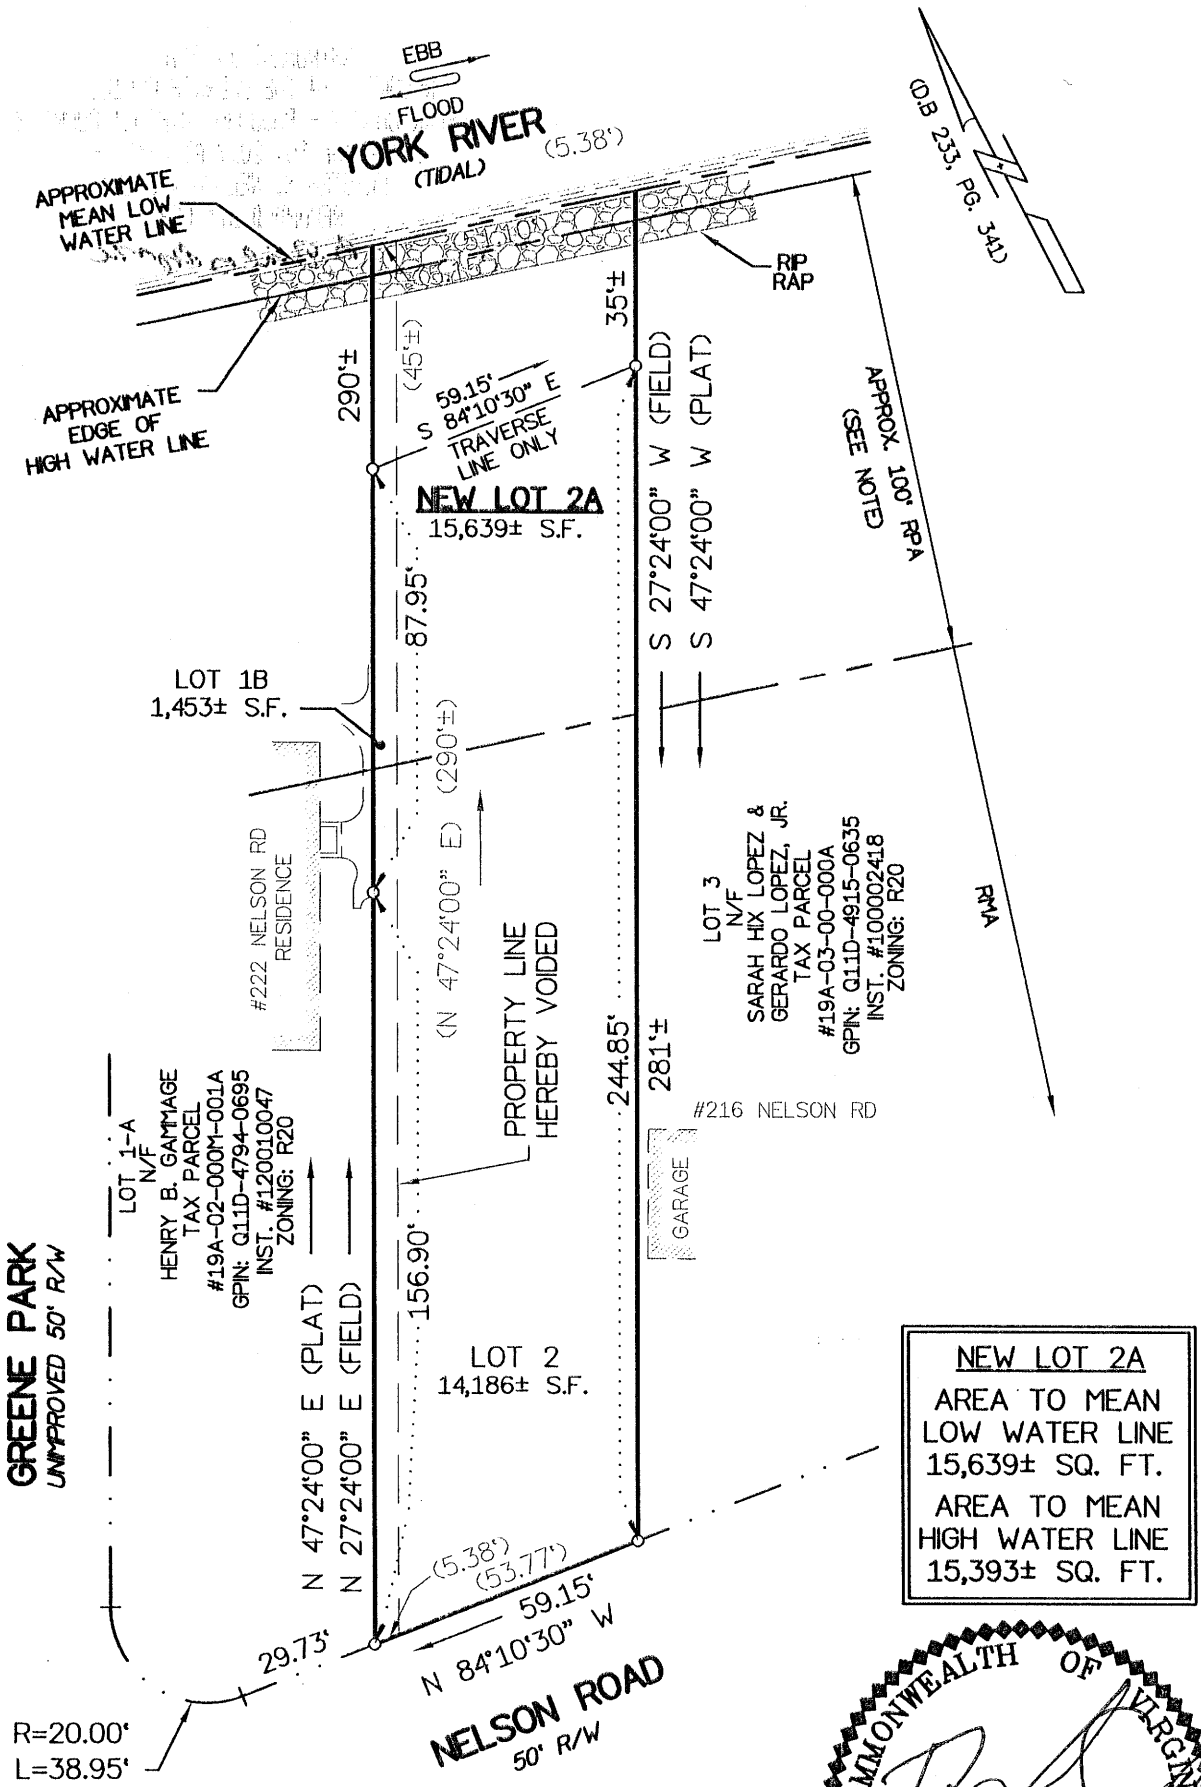 EBB
FLOOD
YORK RIVER
(TIDAL)
(5.38')
(D.B 233, PG. 341)
APPROXIMATE
MEAN LOW
WATER LINE
RIP
RAP
APPROXIMATE
EDGE OF
HIGH WATER LINE
290'±
(45'±)
35'±
59.15'
S 84°10'30" E
TRAVERSE
LINE ONLY
S 27°24'00" W (FIELD)
S 47°24'00" W (PLAT)
APPROX. 100' RPA
(SEE NOTE)
NEW LOT 2A
15,639± S.F.
87.95'
LOT 1B
1,453± S.F.
(N 47°24'00" E) (290'±)
#222 NELSON RD
RESIDENCE
LOT 3
N/F
SARAH HIX LOPEZ &
GERARDO LOPEZ, JR.
TAX PARCEL
#19A-03-00-000A
GPIN: Q11D-4915-0635
INST. #100002418
ZONING: R20
RMA
PROPERTY LINE
HEREBY VOIDED
244.85'
281'±
#216 NELSON RD
GARAGE
LOT 1-A
N/F
HENRY B. GAMMAGE
TAX PARCEL
#19A-02-000M-001A
GPIN: Q11D-4794-0695
INST. #120010047
ZONING: R20
GREENE PARK
UNIMPROVED 50' R/W
N 47°24'00" E (PLAT)
N 27°24'00" E (FIELD)
156.90'
LOT 2
14,186± S.F.
NEW LOT 2A
AREA TO MEAN
LOW WATER LINE
15,639± SQ. FT.
AREA TO MEAN
HIGH WATER LINE
15,393± SQ. FT.
(5.38')
(53.77')
59.15'
N 84°10'30" W
29.73'
NELSON ROAD
50' R/W
R=20.00'
L=38.95'
MMONWEALTH OF VIRGIN